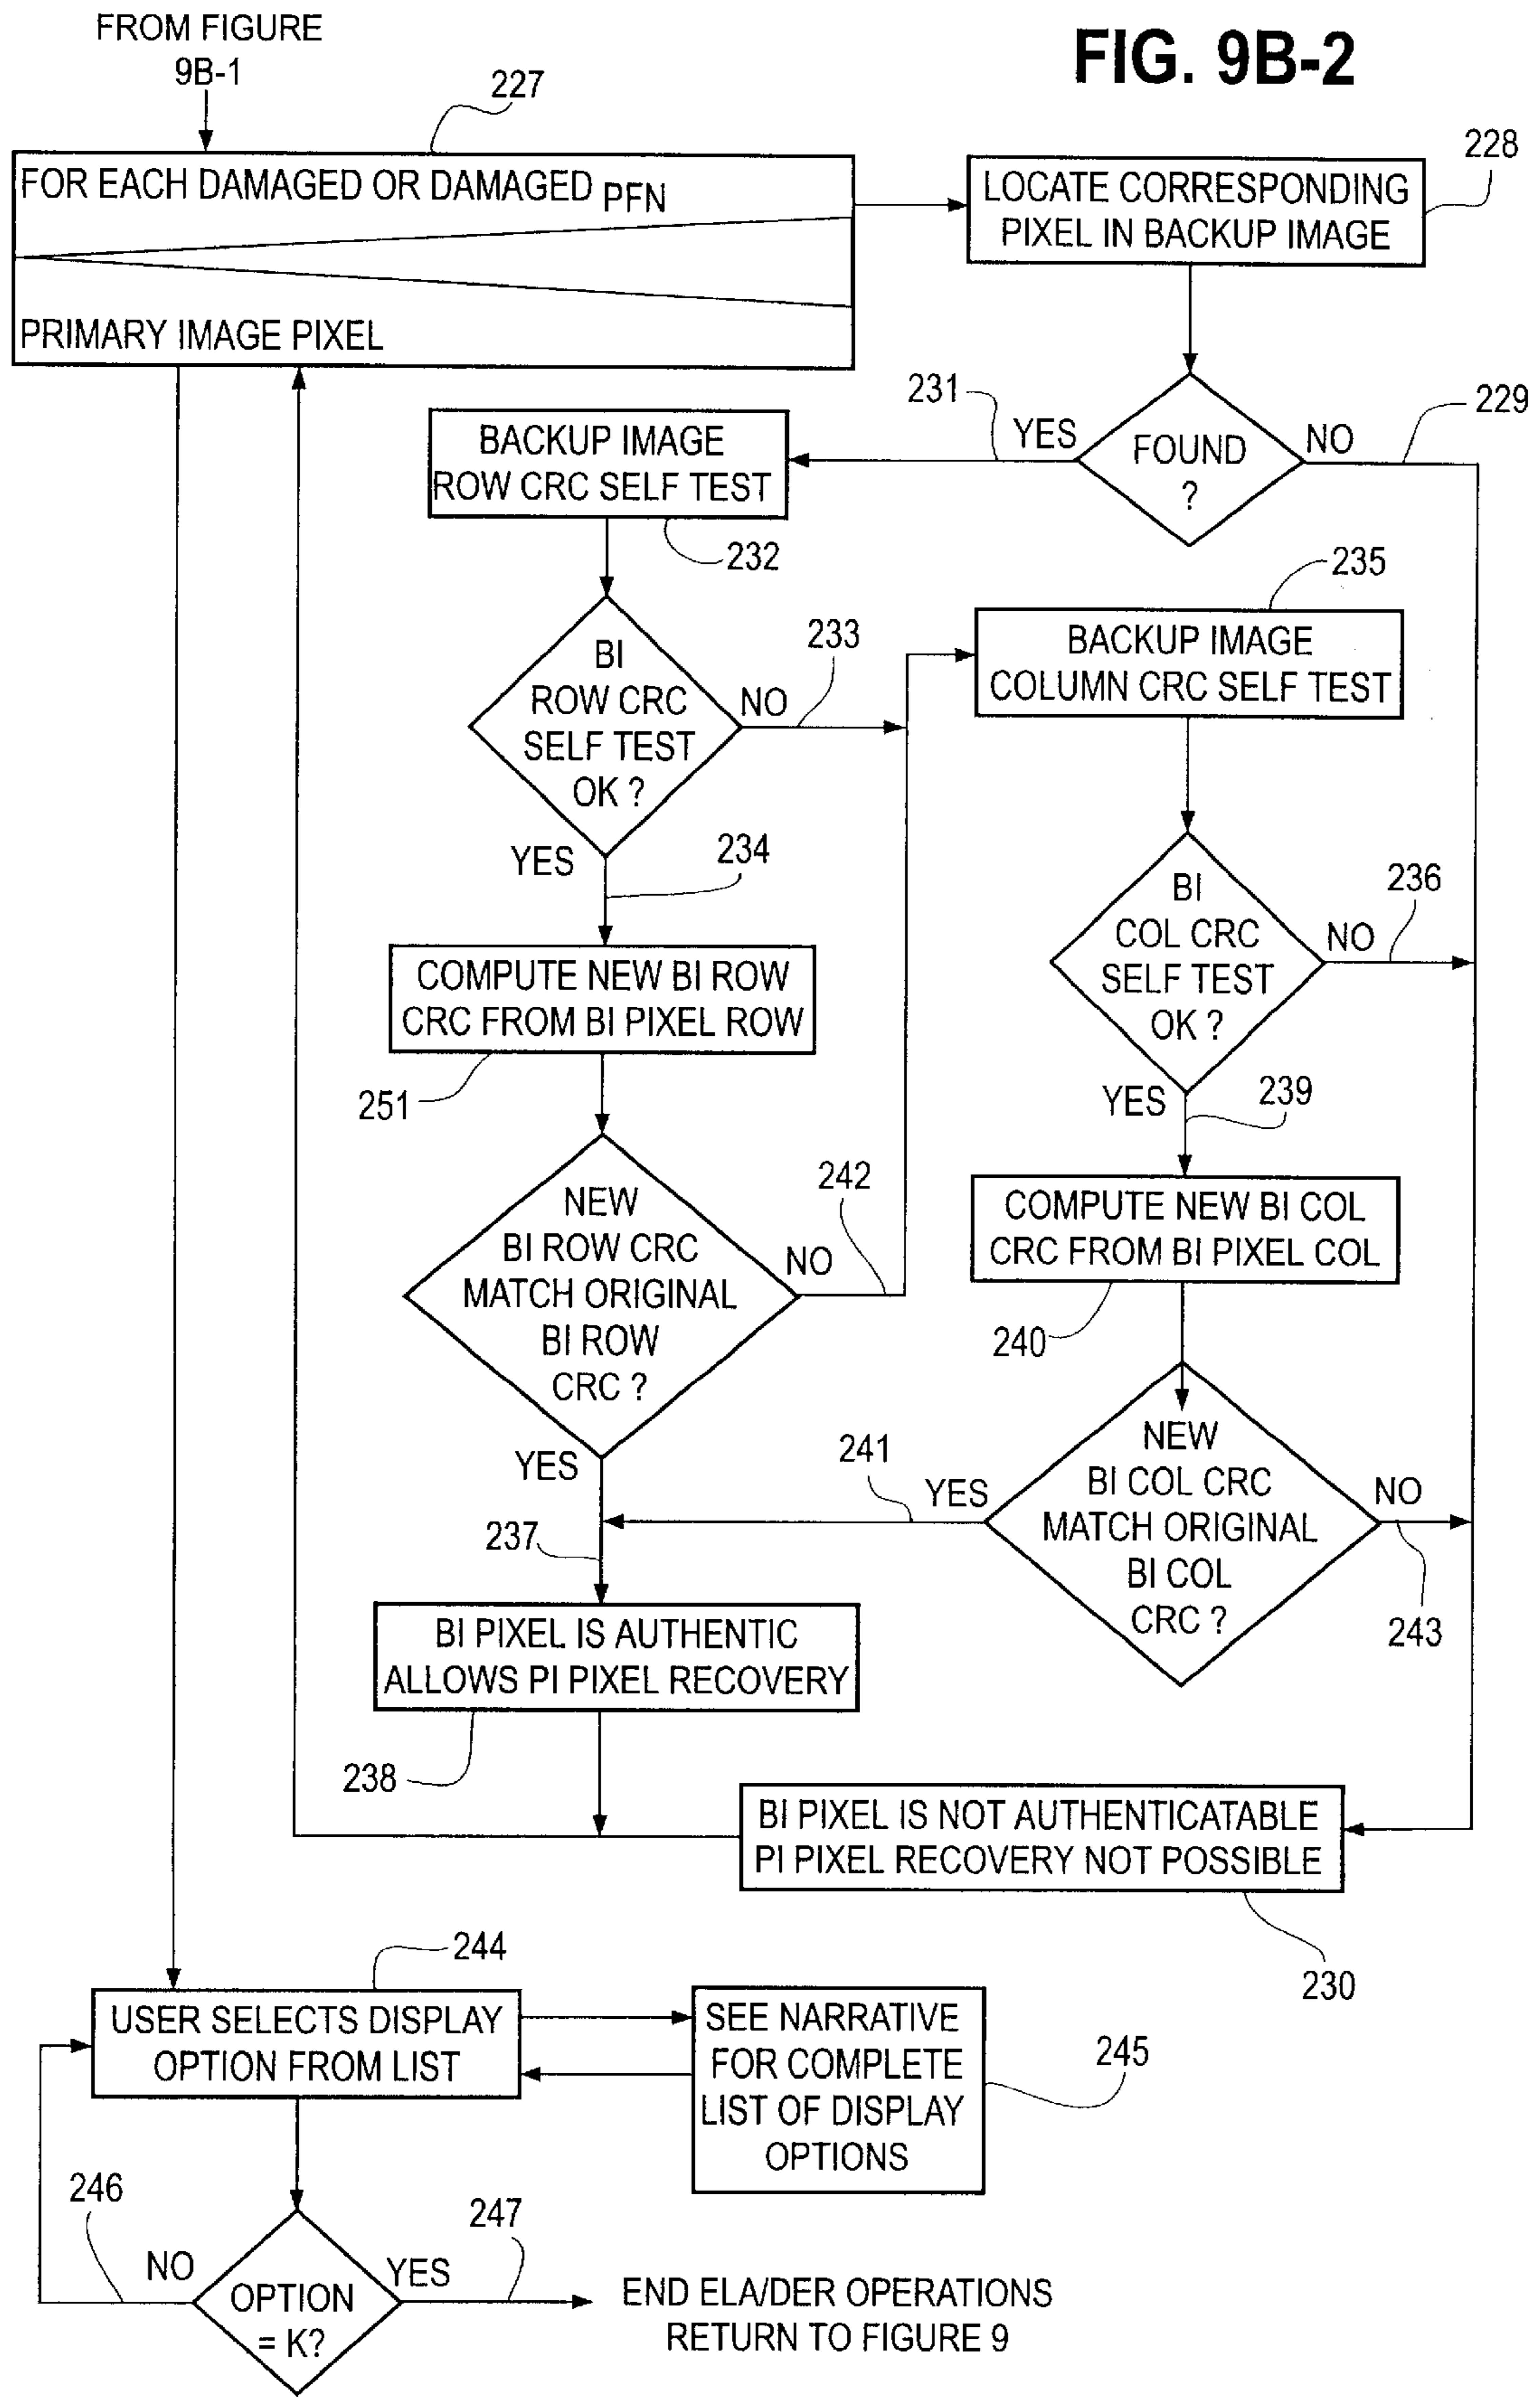 FROM FIGURE
9B-1
FIG. 9B-2
227
FOR EACH DAMAGED OR DAMAGED PFN
PRIMARY IMAGE PIXEL
228
LOCATE CORRESPONDING
PIXEL IN BACKUP IMAGE
231
YES
FOUND
?
NO
229
BACKUP IMAGE
ROW CRC SELF TEST
232
235
BACKUP IMAGE
COLUMN CRC SELF TEST
BI
ROW CRC
SELF TEST
OK ?
NO
233
YES
234
BI
COL CRC
SELF TEST
OK ?
NO
236
COMPUTE NEW BI ROW
CRC FROM BI PIXEL ROW
251
YES
239
NEW
BI ROW CRC
MATCH ORIGINAL
BI ROW
CRC ?
NO
242
COMPUTE NEW BI COL
CRC FROM BI PIXEL COL
240
YES
237
241
YES
NEW
BI COL CRC
MATCH ORIGINAL
BI COL
CRC ?
NO
243
BI PIXEL IS AUTHENTIC
ALLOWS PI PIXEL RECOVERY
238
BI PIXEL IS NOT AUTHENTICATABLE
PI PIXEL RECOVERY NOT POSSIBLE
230
244
USER SELECTS DISPLAY
OPTION FROM LIST
SEE NARRATIVE
FOR COMPLETE
LIST OF DISPLAY
OPTIONS
245
246
NO
OPTION
= K?
YES
247
END ELA/DER OPERATIONS
RETURN TO FIGURE 9